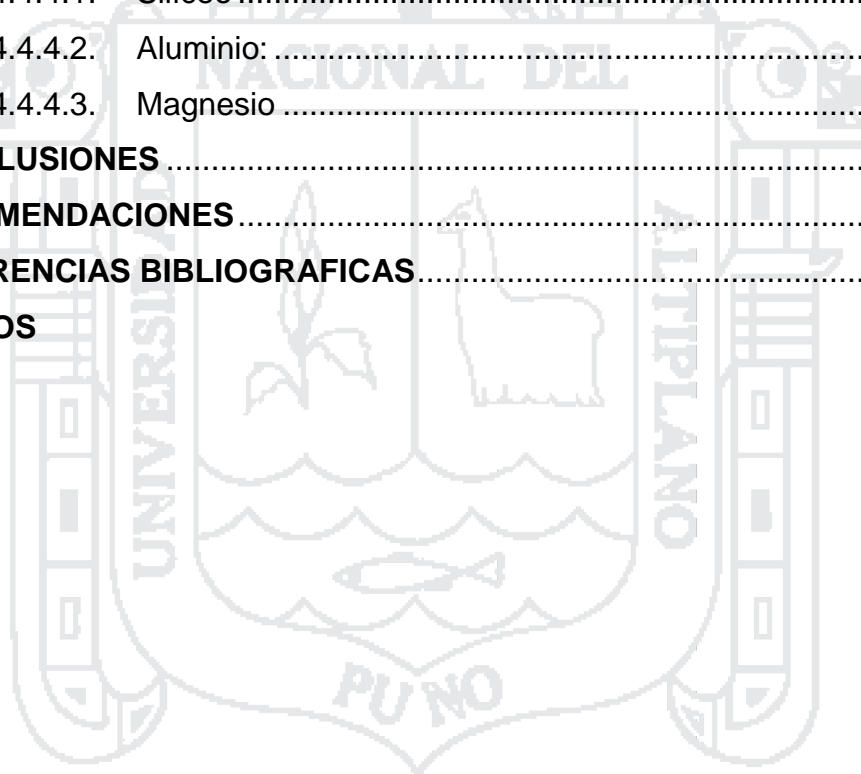 4.4.4.2. Aluminio: ........................................................................
4.4.4.3. Magnesio ........................................................................
LUSIONES ........................................................................
MENDACIONES ........................................................................
RENCIAS BIBLIOGRAFICAS ........................................................................
OS
UNIVERSIDAD
NACIONAL DEL
ALTIPLANO
PUNO